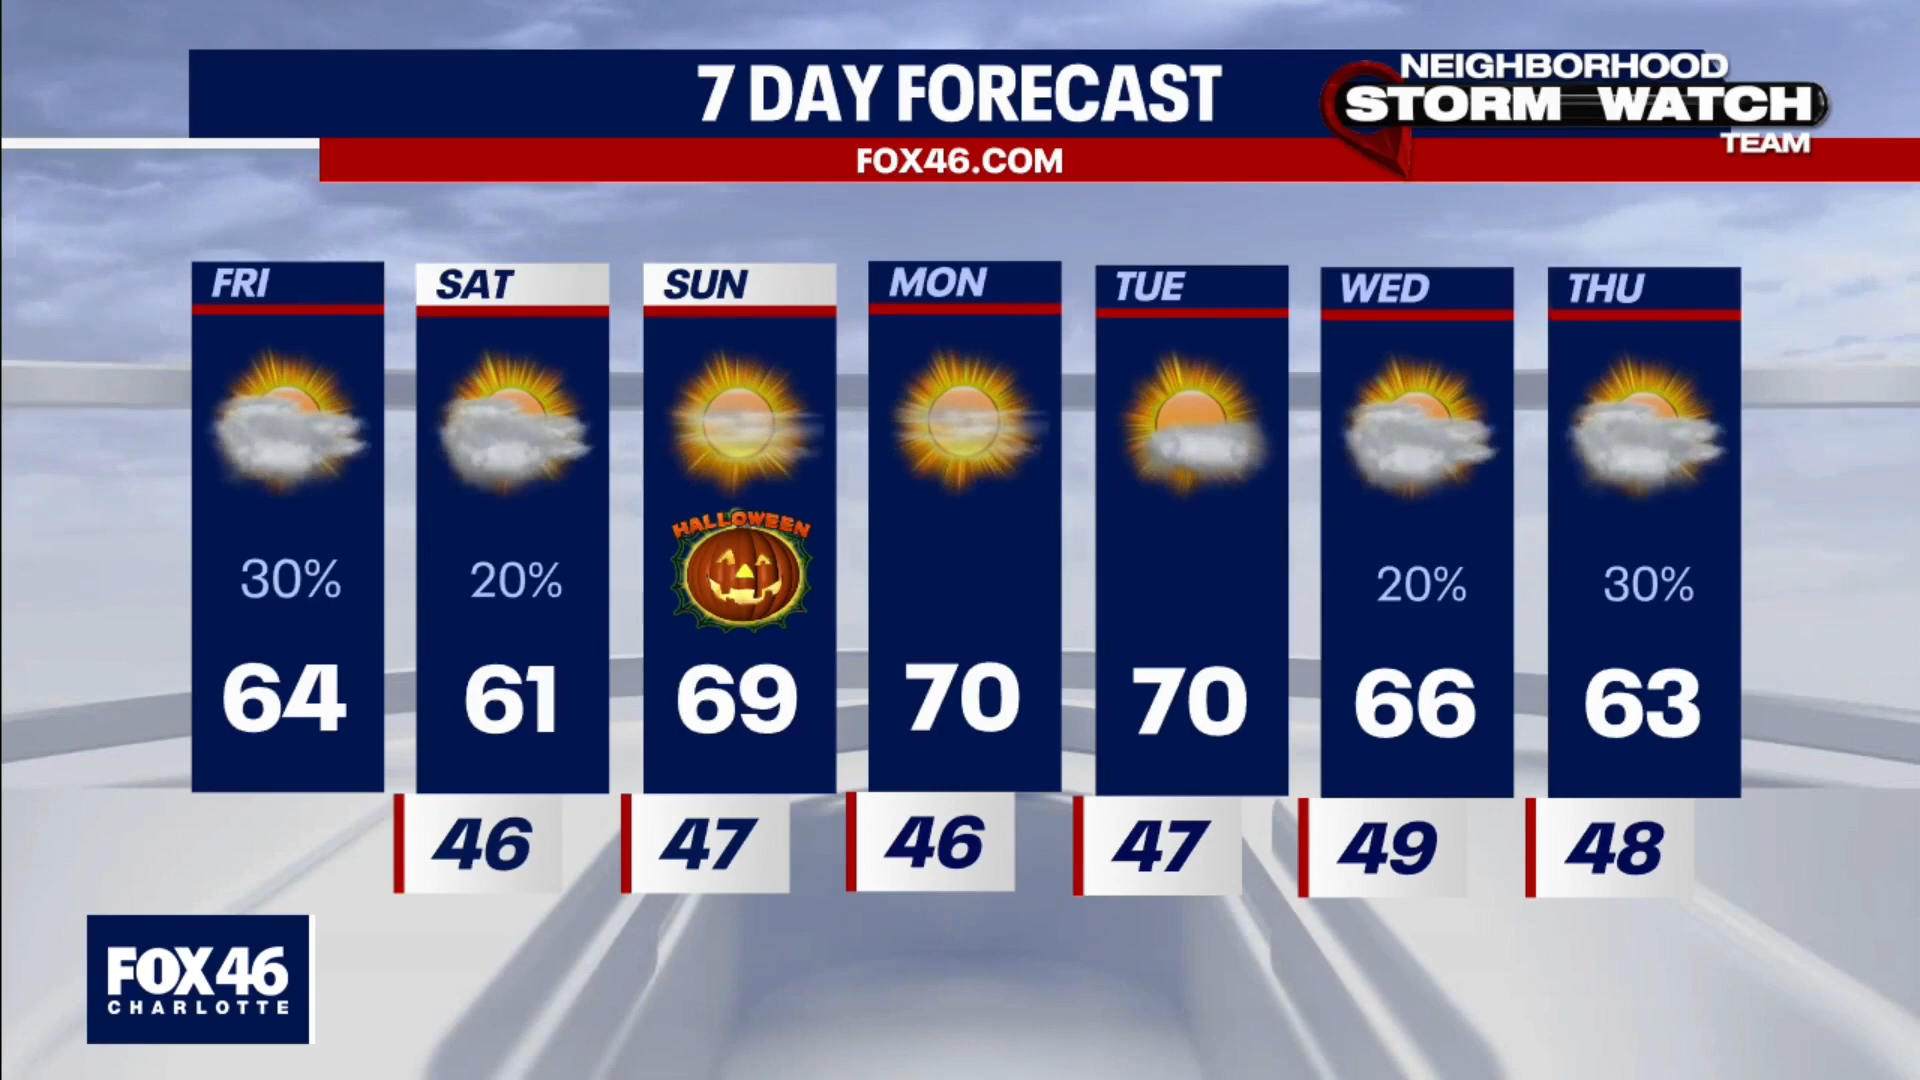 7 DAY FORECAST
NEIGHBORHOOD
STORM WATCH
TEAM
FOX46.COM
FRI
SAT
SUN
MON
TUE
WED
THU
HALLOWEEN
30%
20%
20%
30%
64
61
69
70
70
66
63
46
47
46
47
49
48
FOX46
CHARLOTTE